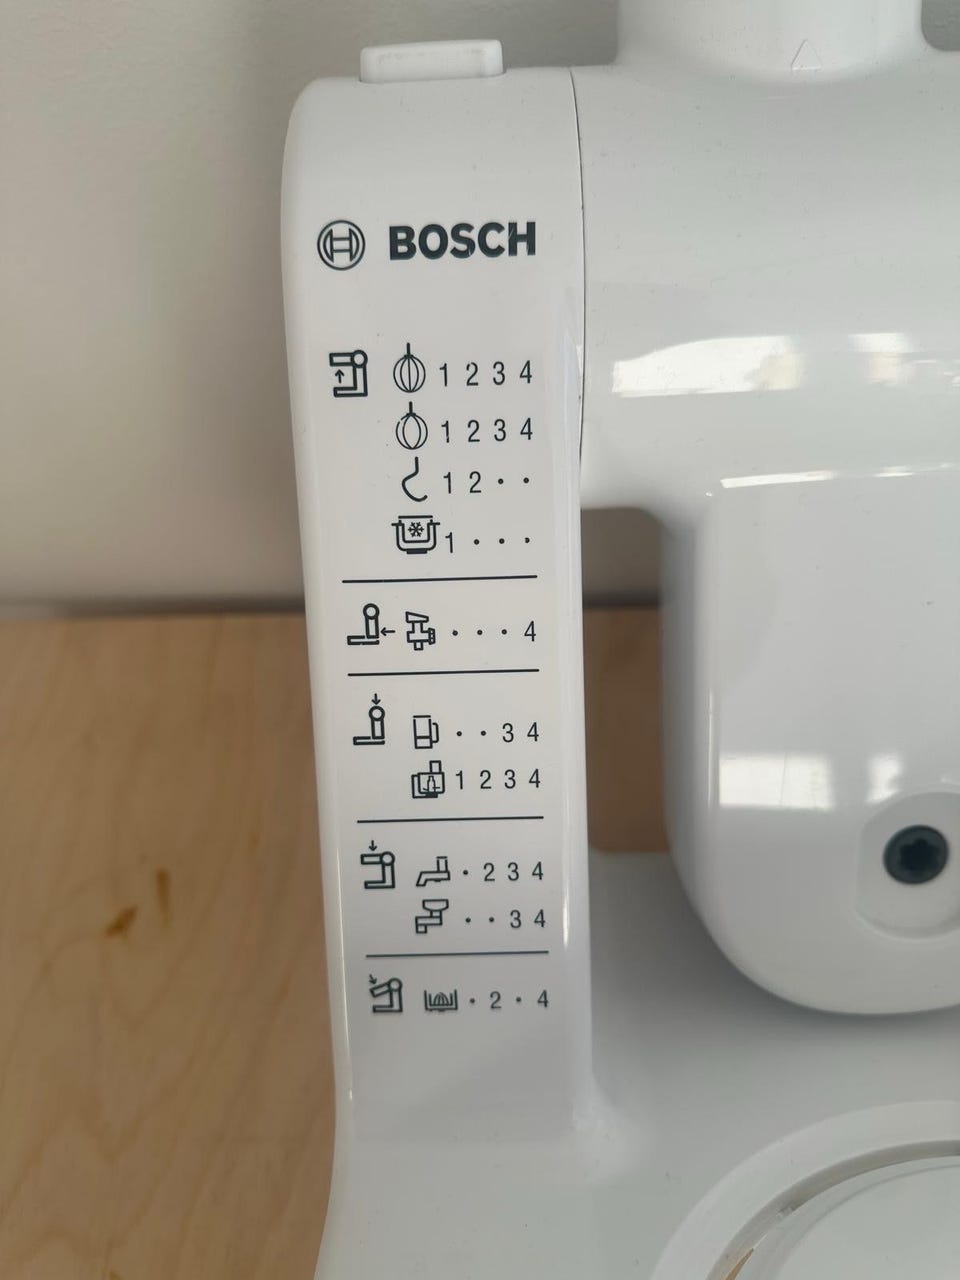 BOSCH
1 2 3 4
1 2 3 4
1 2 · ·
1 · · ·
· · · 4
· · 3 4
1 2 3 4
· 2 3 4
· · 3 4
· 2 · 4